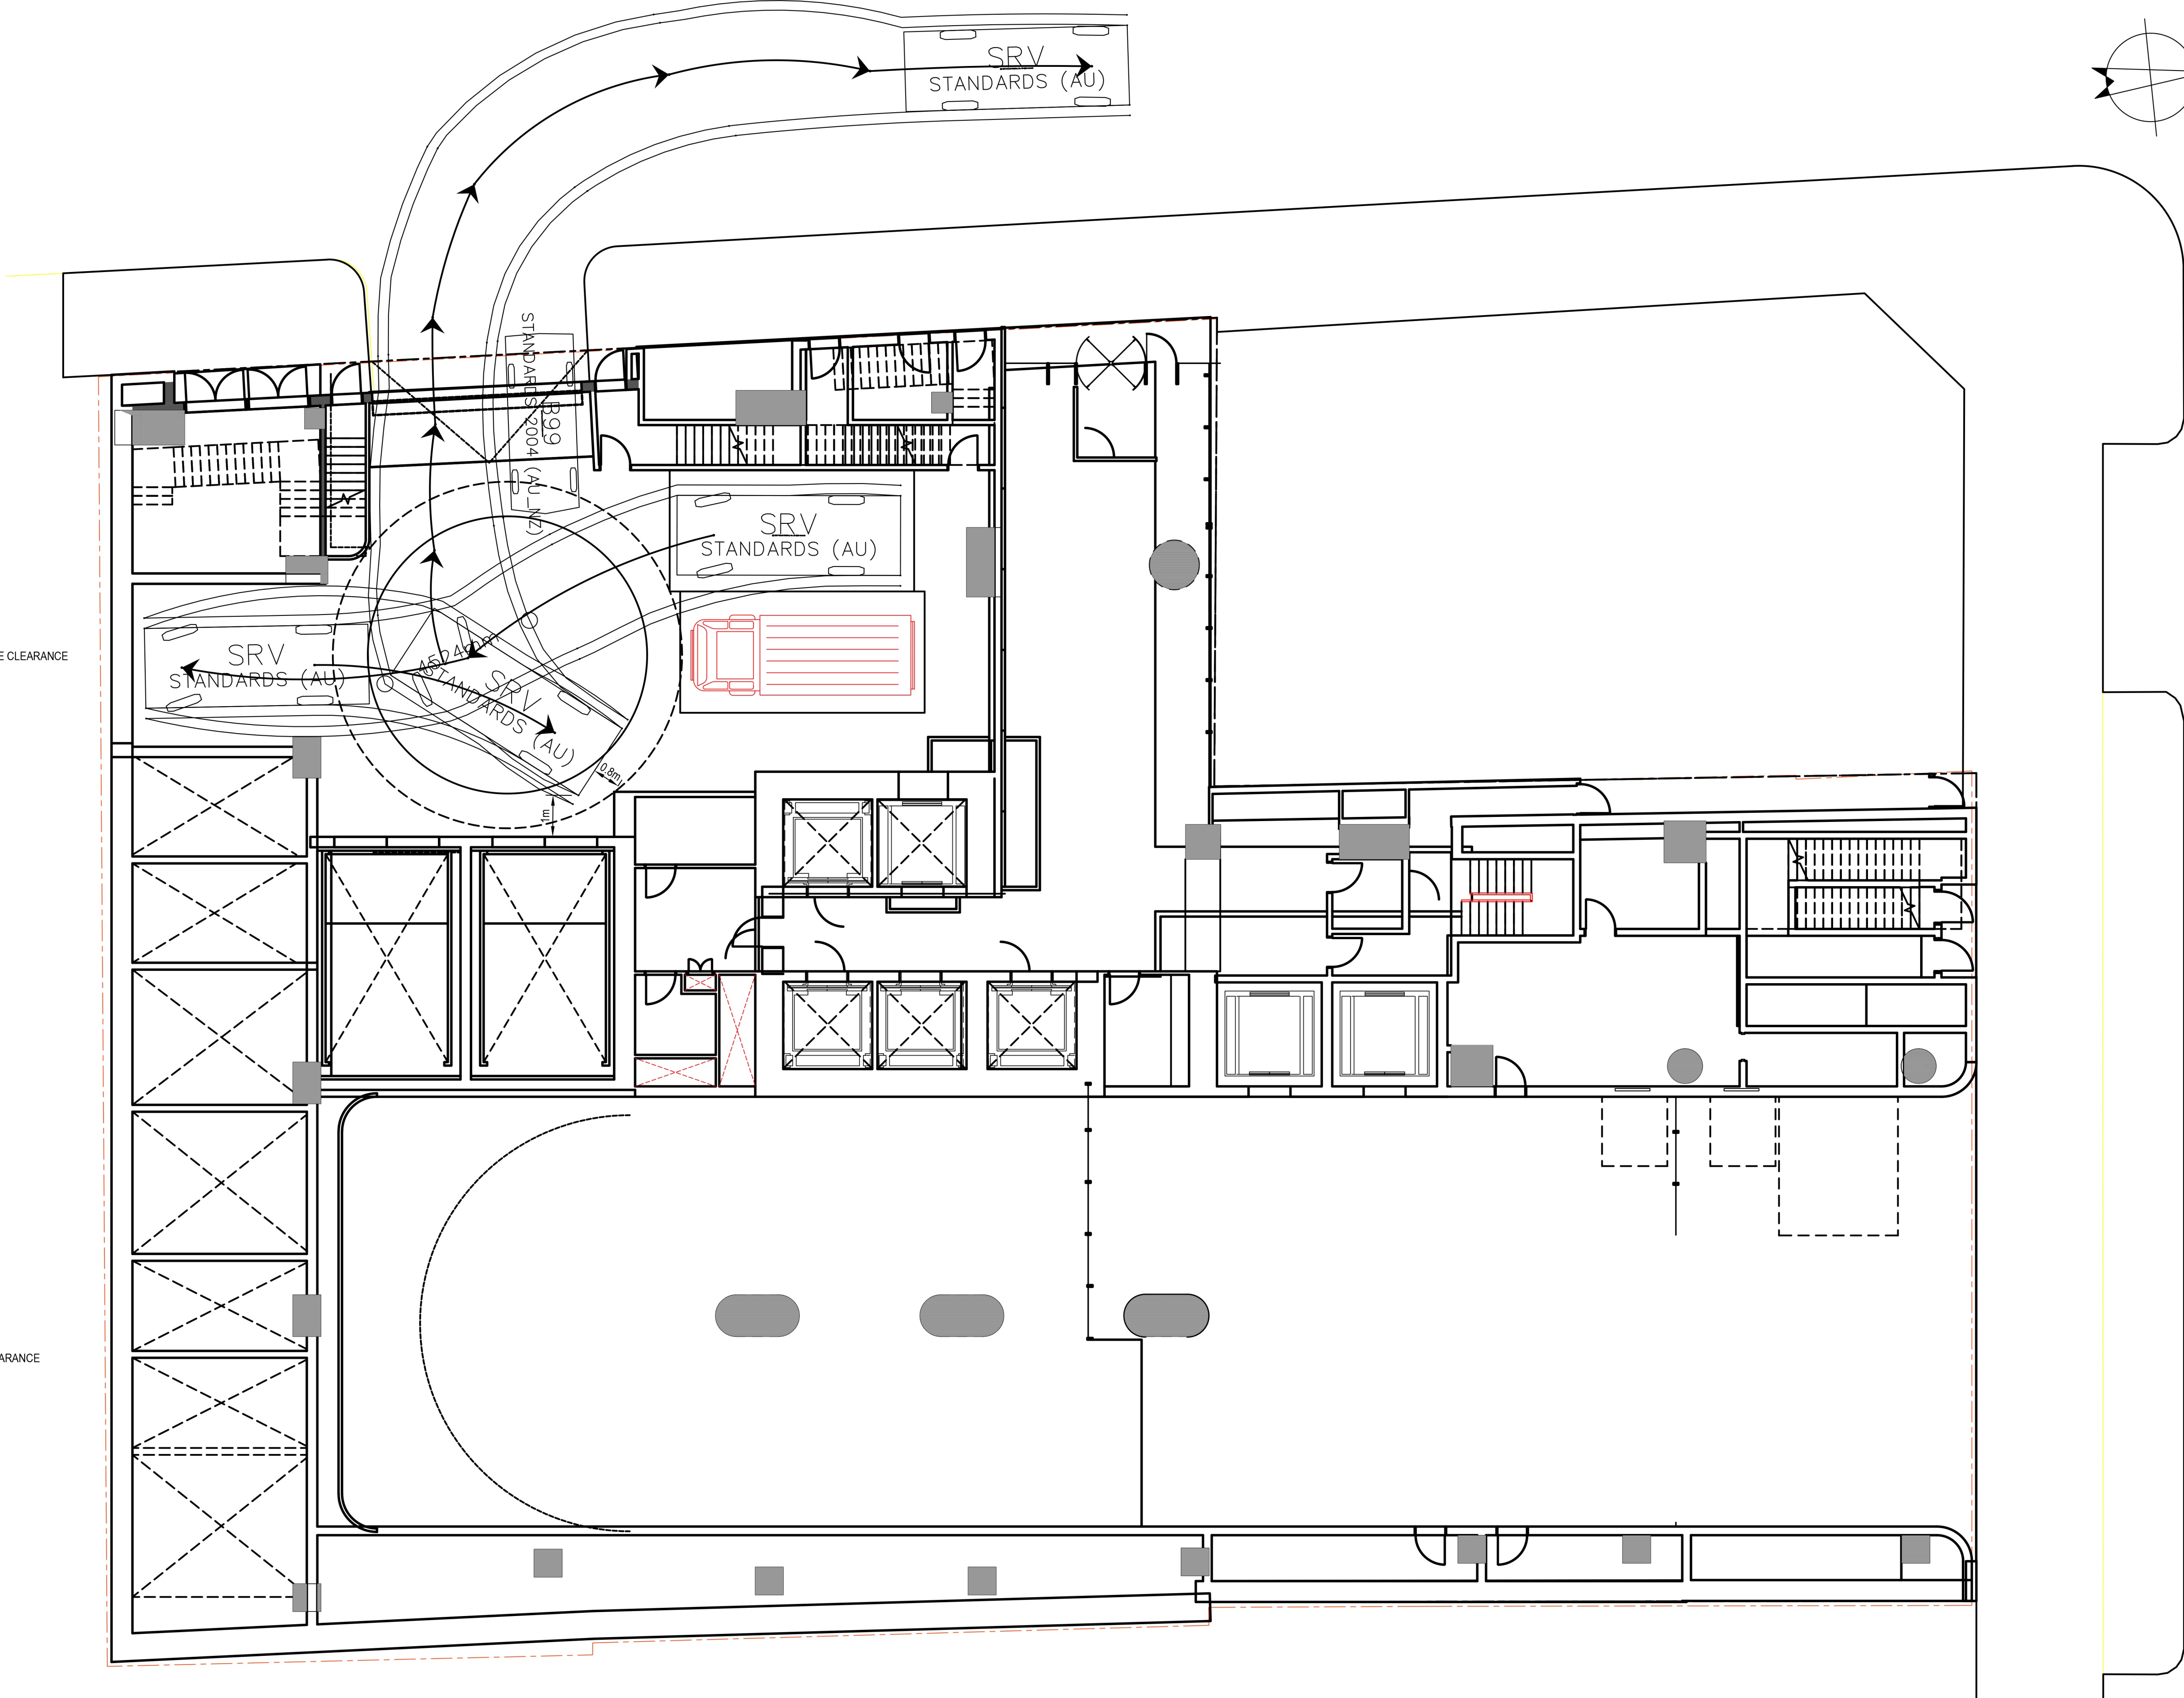 SRV
STANDARDS (AU)
B99
STANDARDS 2004 (AU_NZ)
SRV
STANDARDS (AU)
E CLEARANCE
SRV
STANDARDS (AU)
SRV
STANDARDS (AU)
0.8m
1m
ARANCE